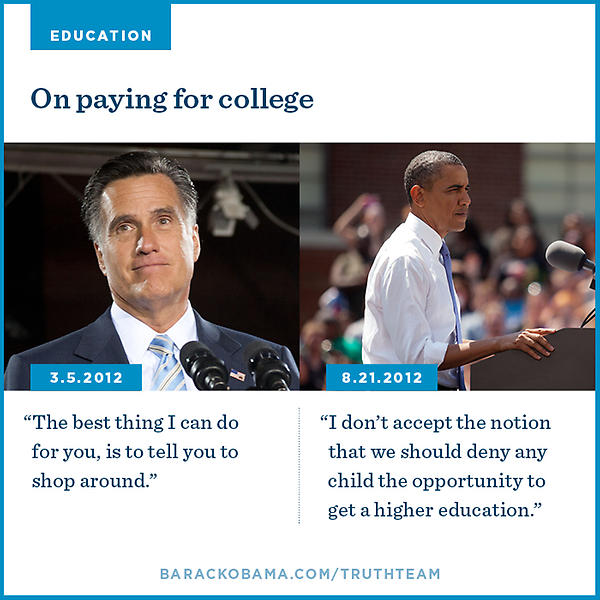 EDUCATION
On paying for college
3.5.2012
“The best thing I can do
for you, is to tell you to
shop around.”
8.21.2012
“I don’t accept the notion
that we should deny any
child the opportunity to
get a higher education.”
BARACKOBAMA.COM/TRUTHTEAM